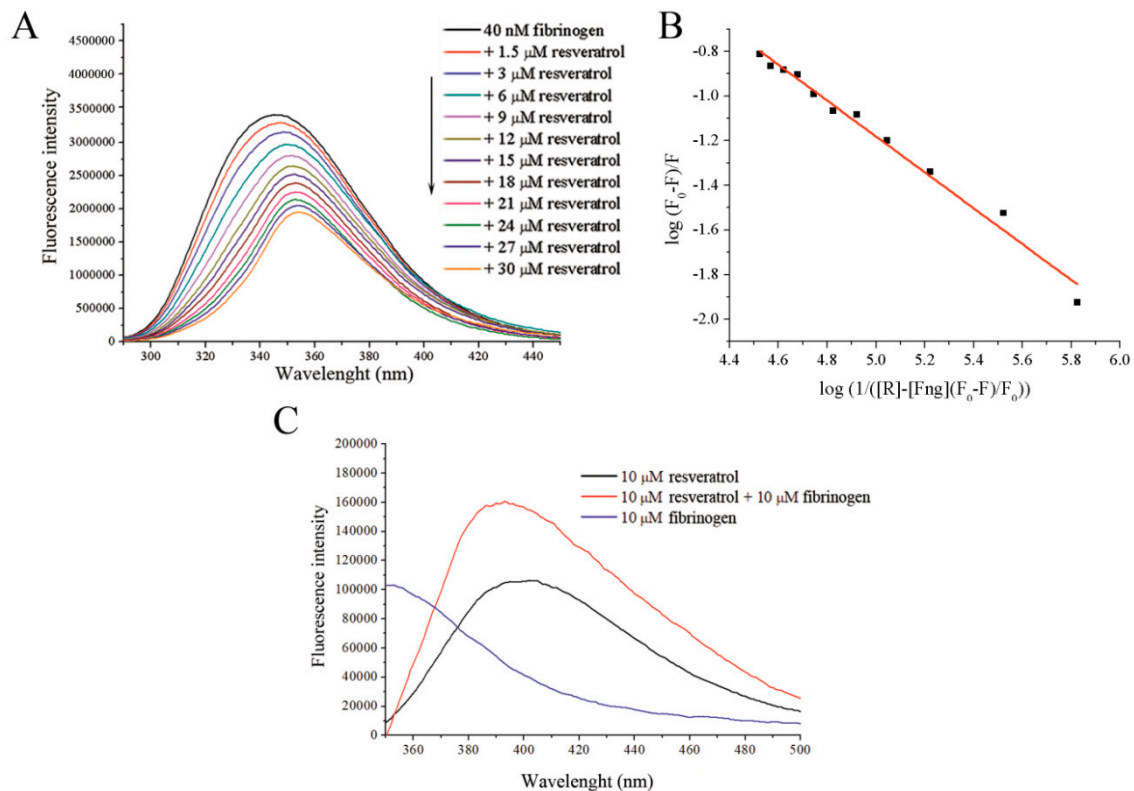 A
Fluorescence intensity
5000000
4500000
4000000
3500000
3000000
2500000
2000000
1500000
1000000
500000
0
300 320 340 360 380 400 420 440
Wavelenght (nm)
40 nM fibrinogen
+ 1.5 μM resveratrol
+ 3 μM resveratrol
+ 6 μM resveratrol
+ 9 μM resveratrol
+ 12 μM resveratrol
+ 15 μM resveratrol
+ 18 μM resveratrol
+ 21 μM resveratrol
+ 24 μM resveratrol
+ 27 μM resveratrol
+ 30 μM resveratrol
B
log (F₀-F)/F
-0.8
-1.0
-1.2
-1.4
-1.6
-1.8
-2.0
4.4 4.6 4.8 5.0 5.2 5.4 5.6 5.8 6.0
log (1/([R]-[Fng](F₀-F)/F₀))
C
Fluorescence intensity
200000
180000
160000
140000
120000
100000
80000
60000
40000
20000
0
360 380 400 420 440 460 480 500
Wavelenght (nm)
10 μM resveratrol
10 μM resveratrol + 10 μM fibrinogen
10 μM fibrinogen